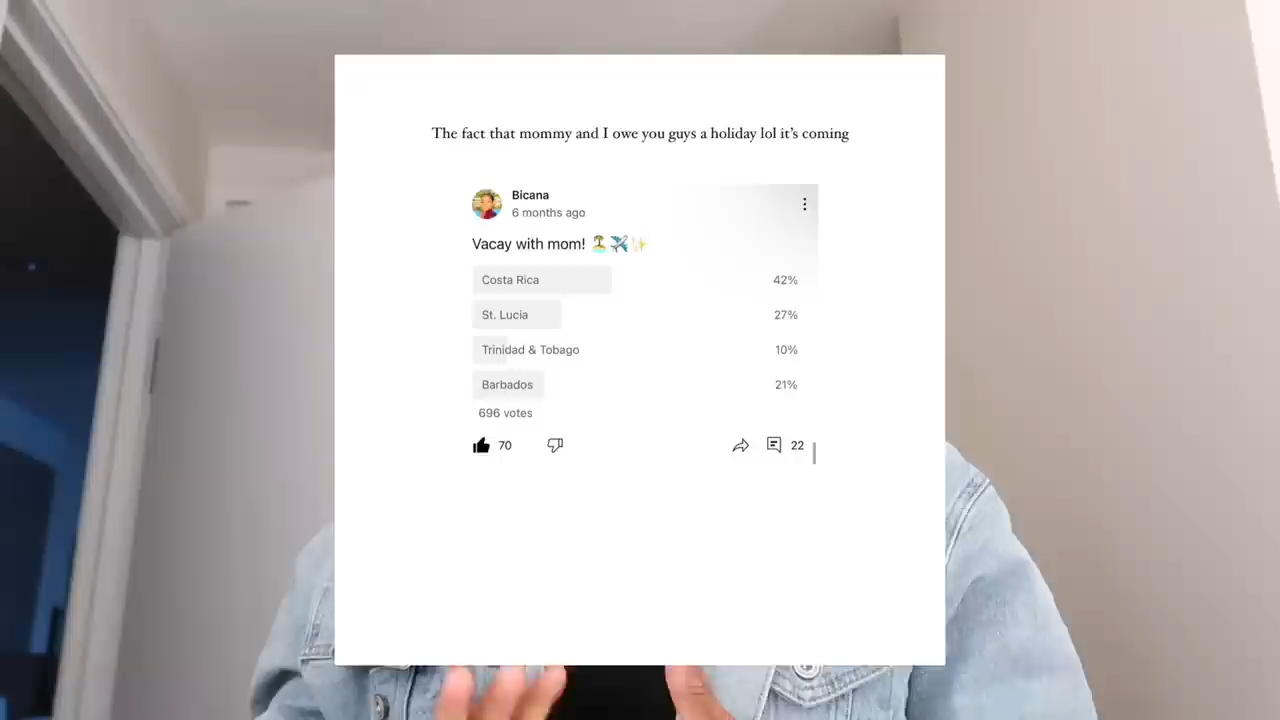 The fact that mommy and I owe you guys a holiday lol it's coming
Bicana
6 months ago
Vacay with mom! 🏝️✈️✨
Costa Rica 42%
St. Lucia 27%
Trinidad & Tobago 10%
Barbados 21%
696 votes
70 22